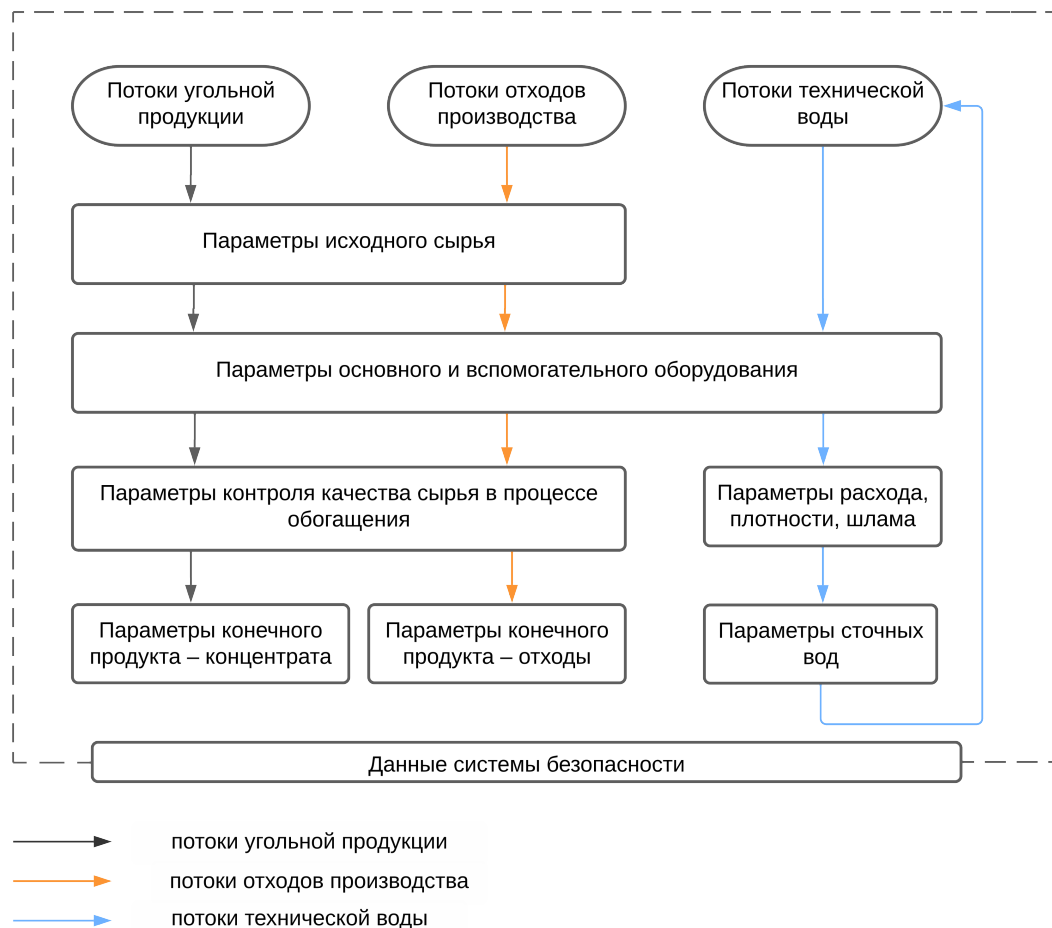 Потоки угольной
продукции
Потоки отходов
производства
Потоки технической
воды
Параметры исходного сырья
Параметры основного и вспомогательного оборудования
Параметры контроля качества сырья в процессе
обогащения
Параметры расхода,
плотности, шлама
Параметры конечного
продукта – концентрата
Параметры конечного
продукта – отходы
Параметры сточных
вод
Данные системы безопасности
потоки угольной продукции
потоки отходов производства
потоки технической воды